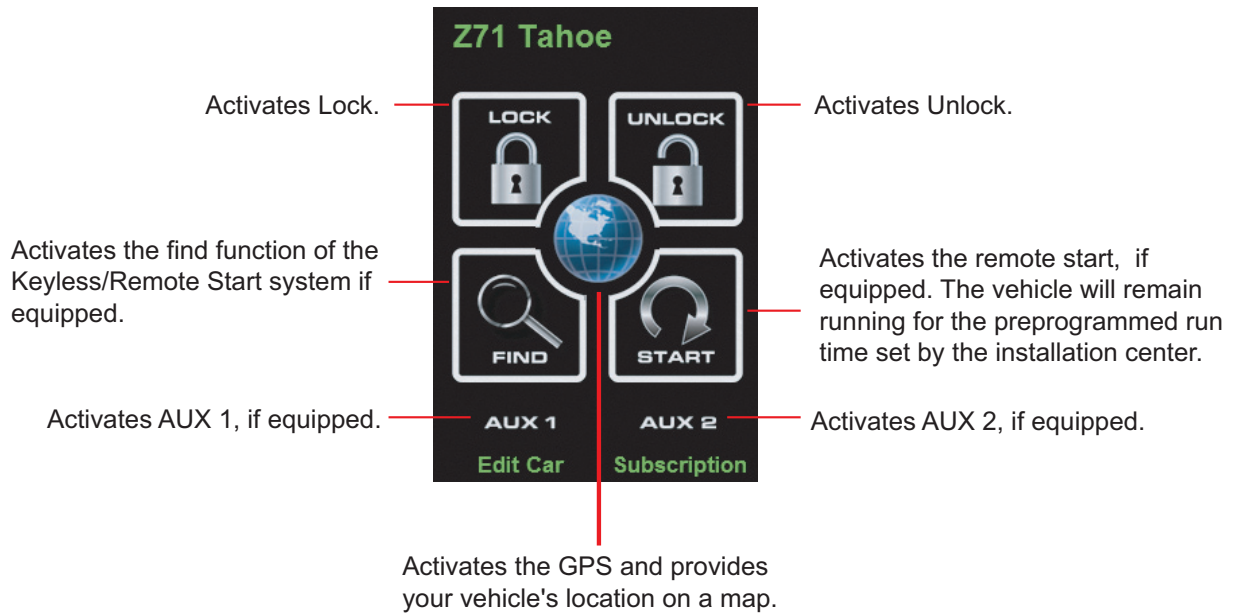 Z71 Tahoe
Activates Lock.
LOCK
UNLOCK
Activates Unlock.
Activates the find function of the
Keyless/Remote Start system if
equipped.
FIND
START
Activates the remote start, if
equipped. The vehicle will remain
running for the preprogrammed run
time set by the installation center.
Activates AUX 1, if equipped.
AUX 1
AUX 2
Activates AUX 2, if equipped.
Edit Car
Subscription
Activates the GPS and provides
your vehicle's location on a map.